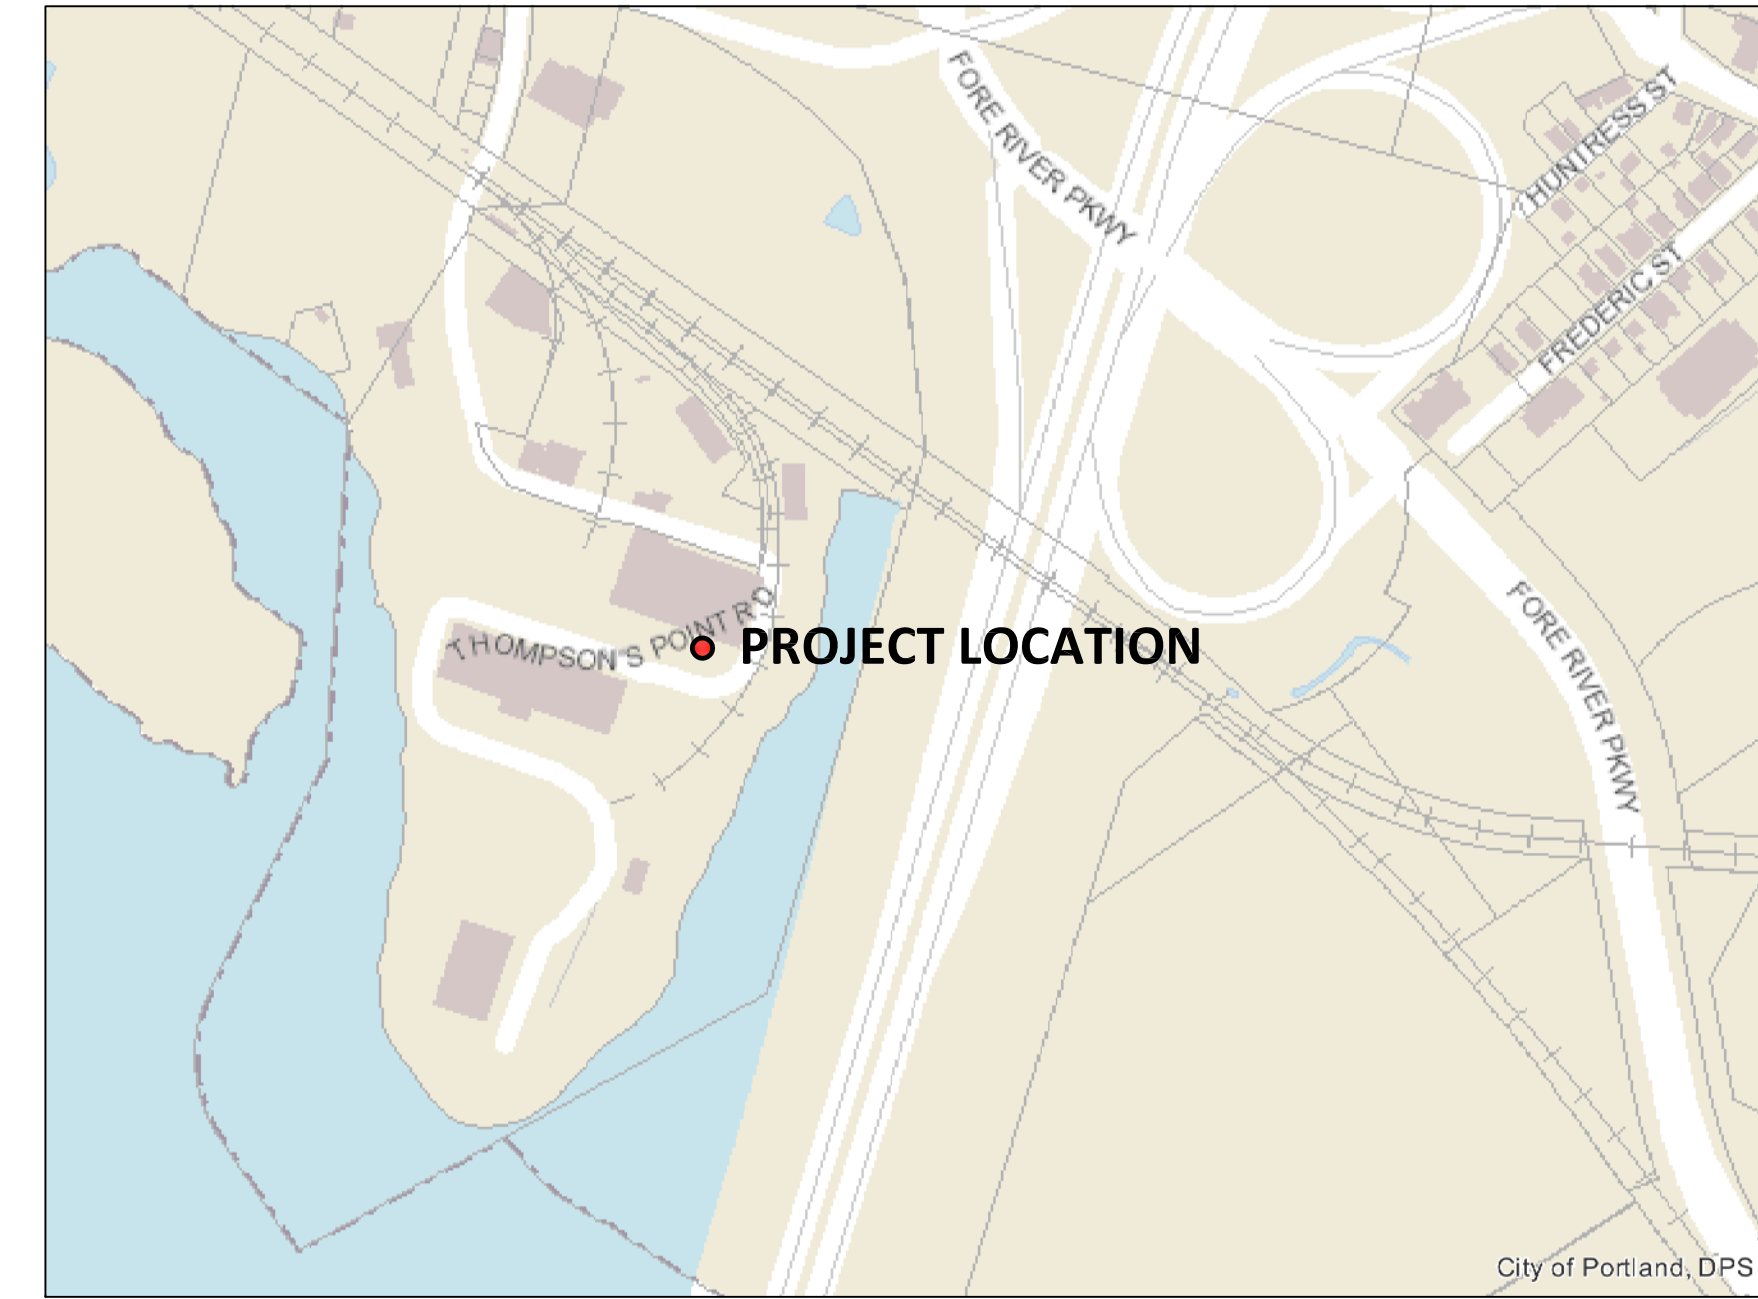 FORE RIVER PKWY
HUNTRESS ST
FREDERIC ST
THOMPSON'S POINT RD
PROJECT LOCATION
FORE RIVER PKWY
City of Portland, DPS